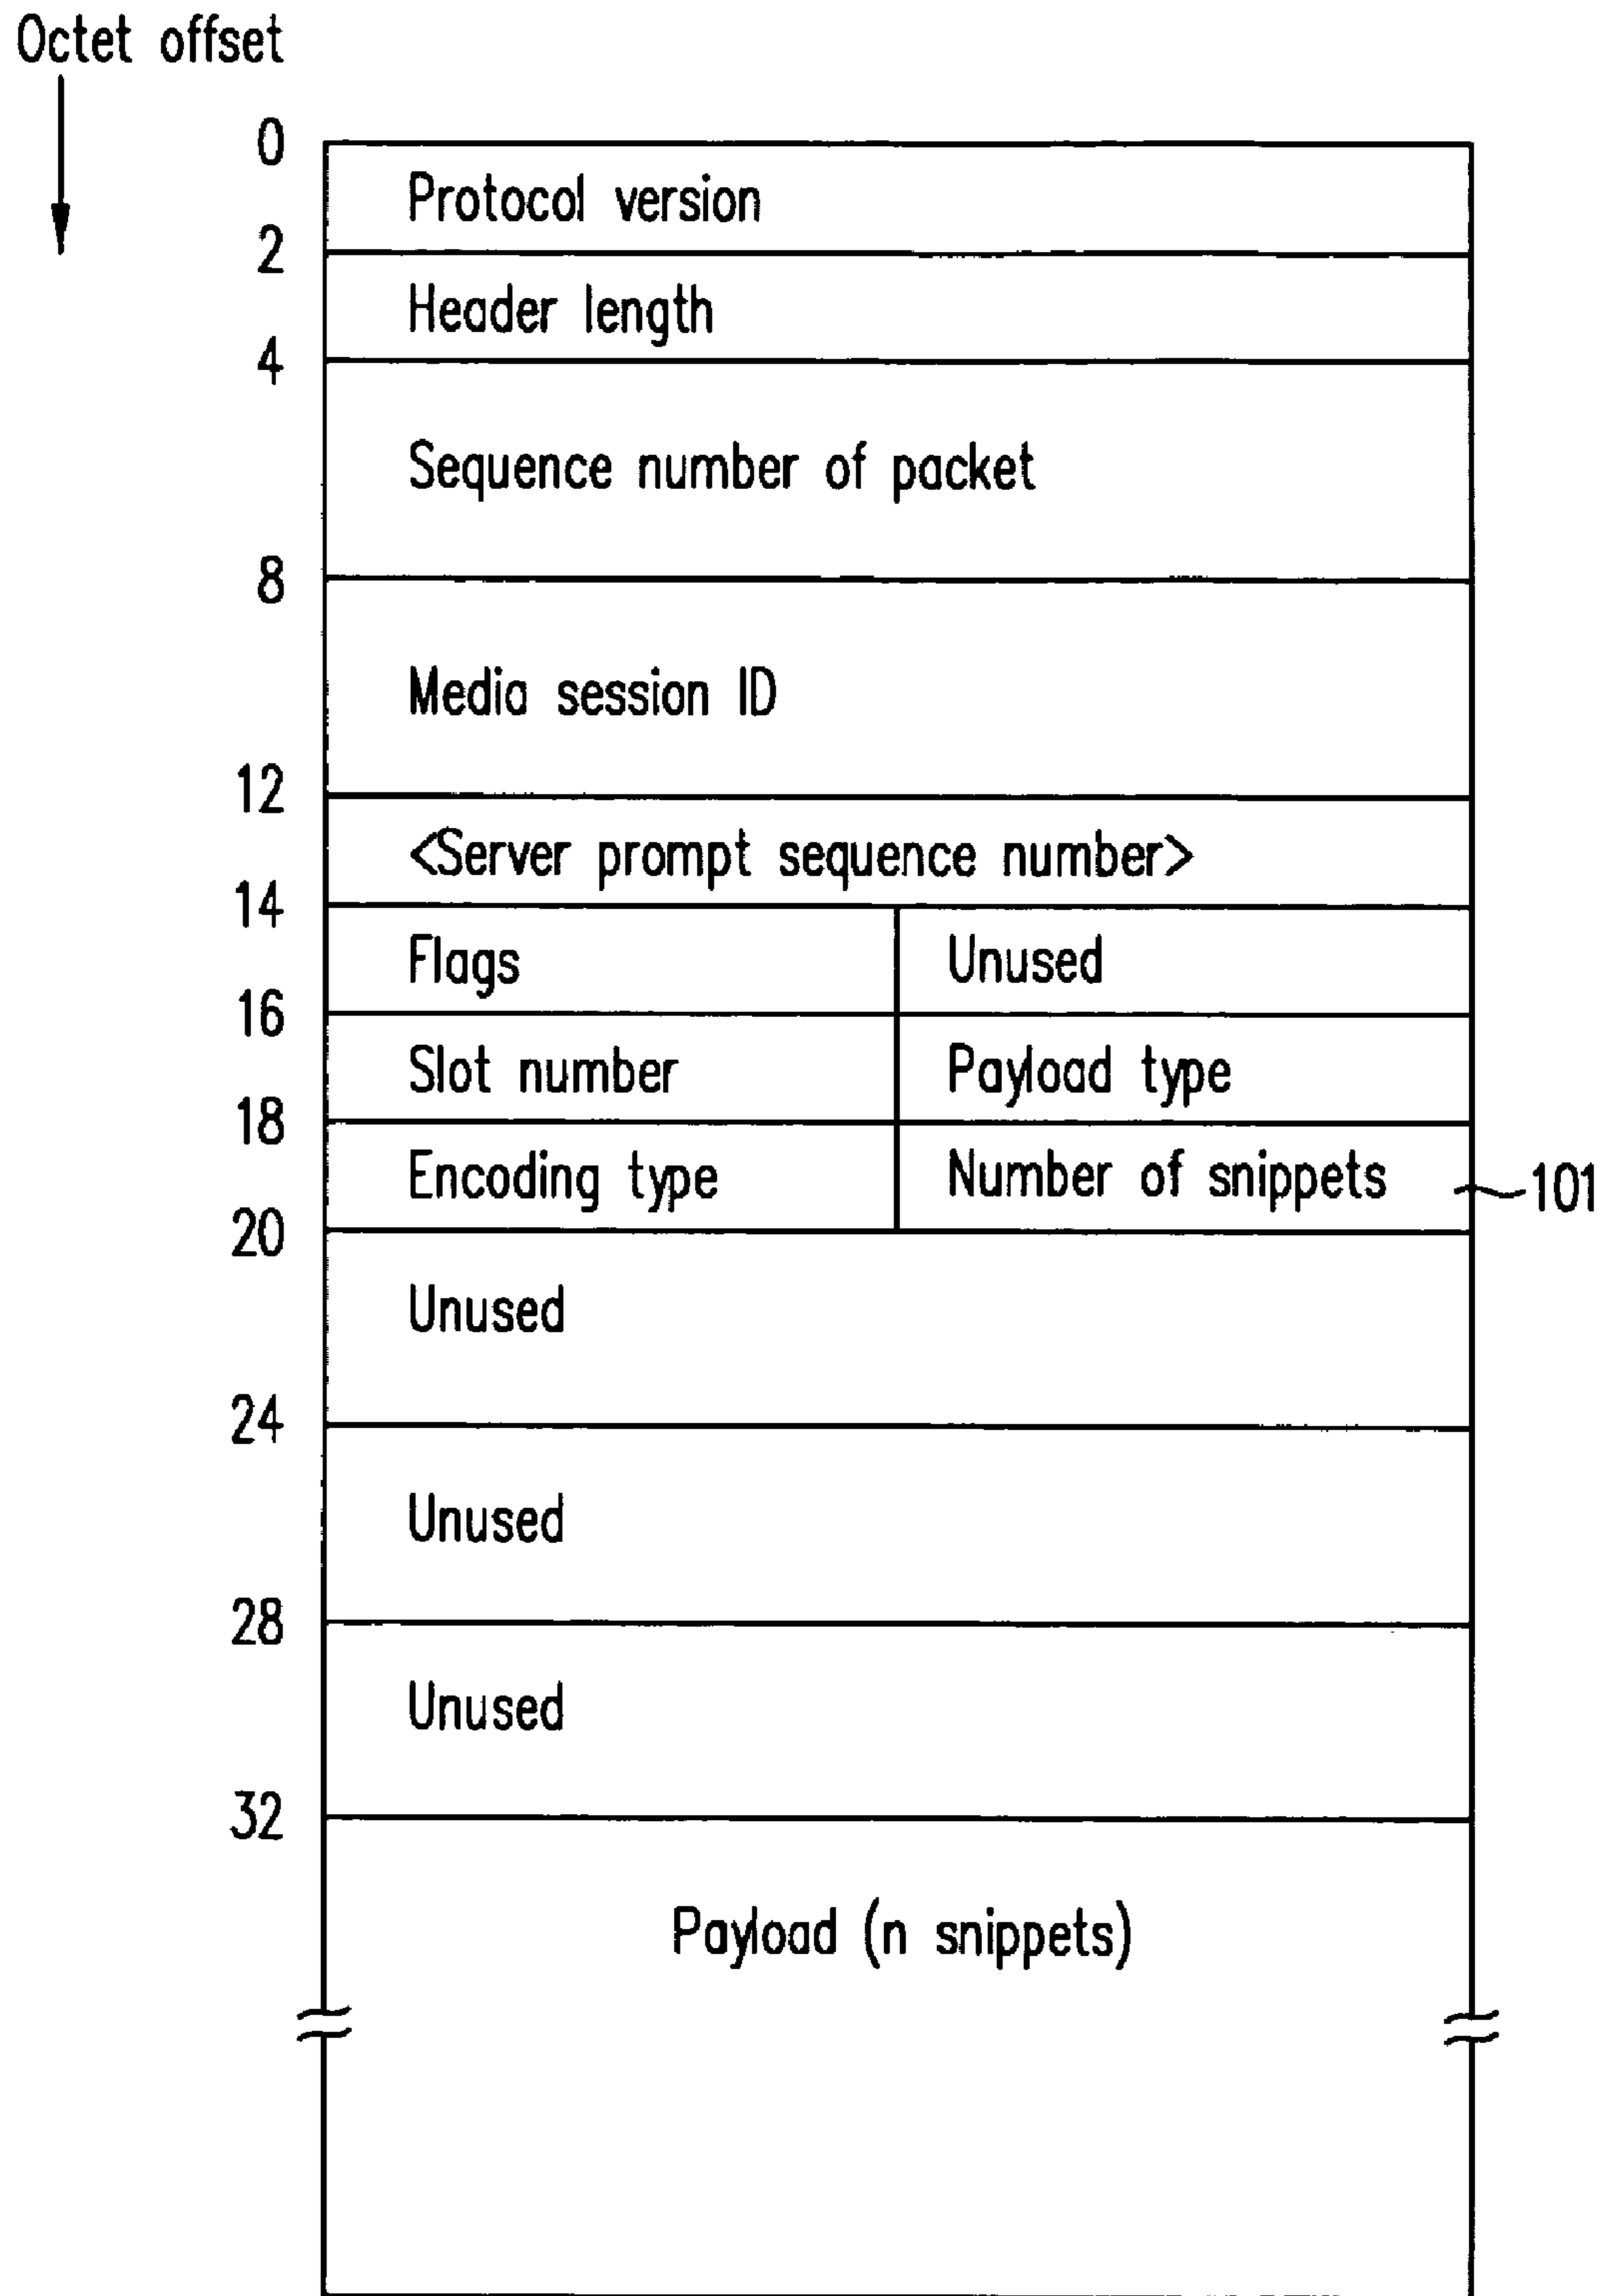 Octet offset
0
Protocol version
2
Header length
4
Sequence number of packet
8
Media session ID
12
<Server prompt sequence number>
14
Flags Unused
16
Slot number Payload type
18
Encoding type Number of snippets 101
20
Unused
24
Unused
28
Unused
32
Payload (n snippets)